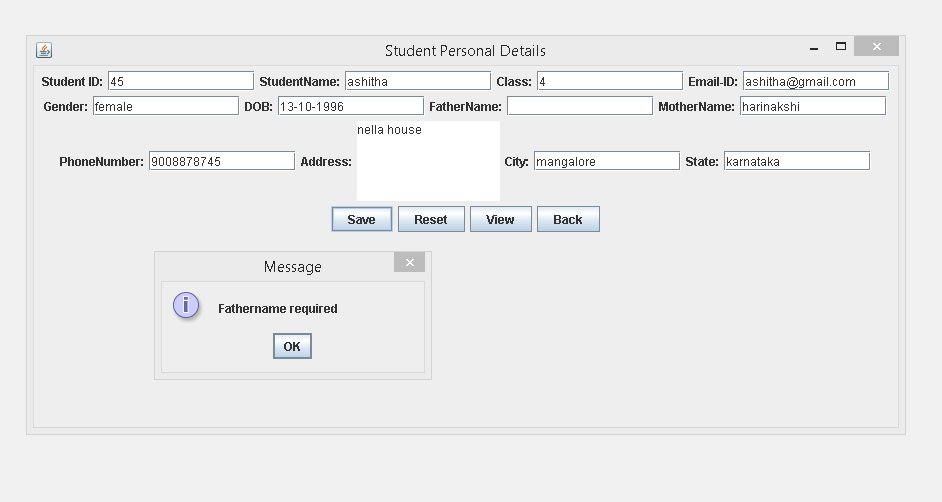 Student Personal Details
Student ID: 45 StudentName: ashitha Class: 4 Email-ID: ashitha@gmail.com
Gender: female DOB: 13-10-1996 FatherName: MotherName: harinakshi
nella house
PhoneNumber: 9008878745 Address: City: mangalore State: karnataka
Save Reset View Back
Message
Fathername required
OK